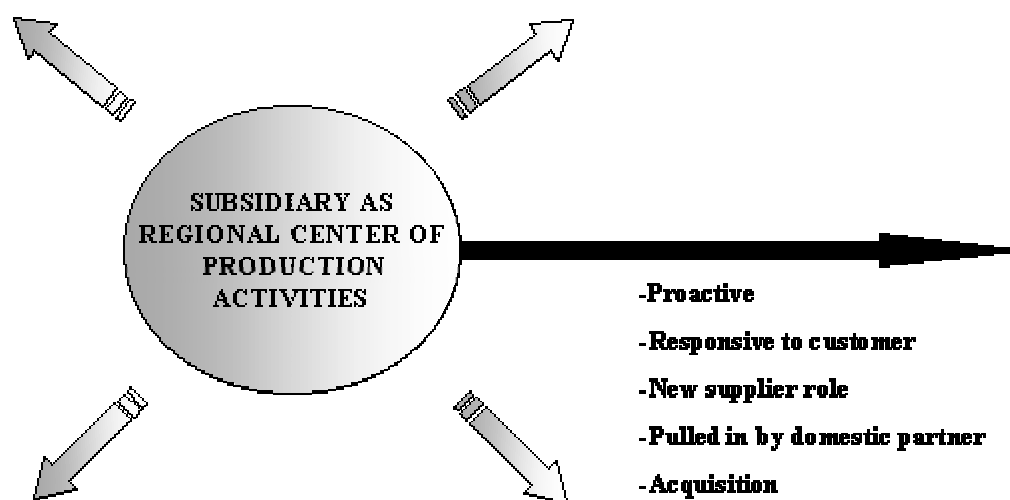 SUBSIDIARY AS
REGIONAL CENTER OF
PRODUCTION
ACTIVITIES
-Proactive
-Responsive to customer
-New supplier role
-Pulled in by domestic partner
-Acquisition